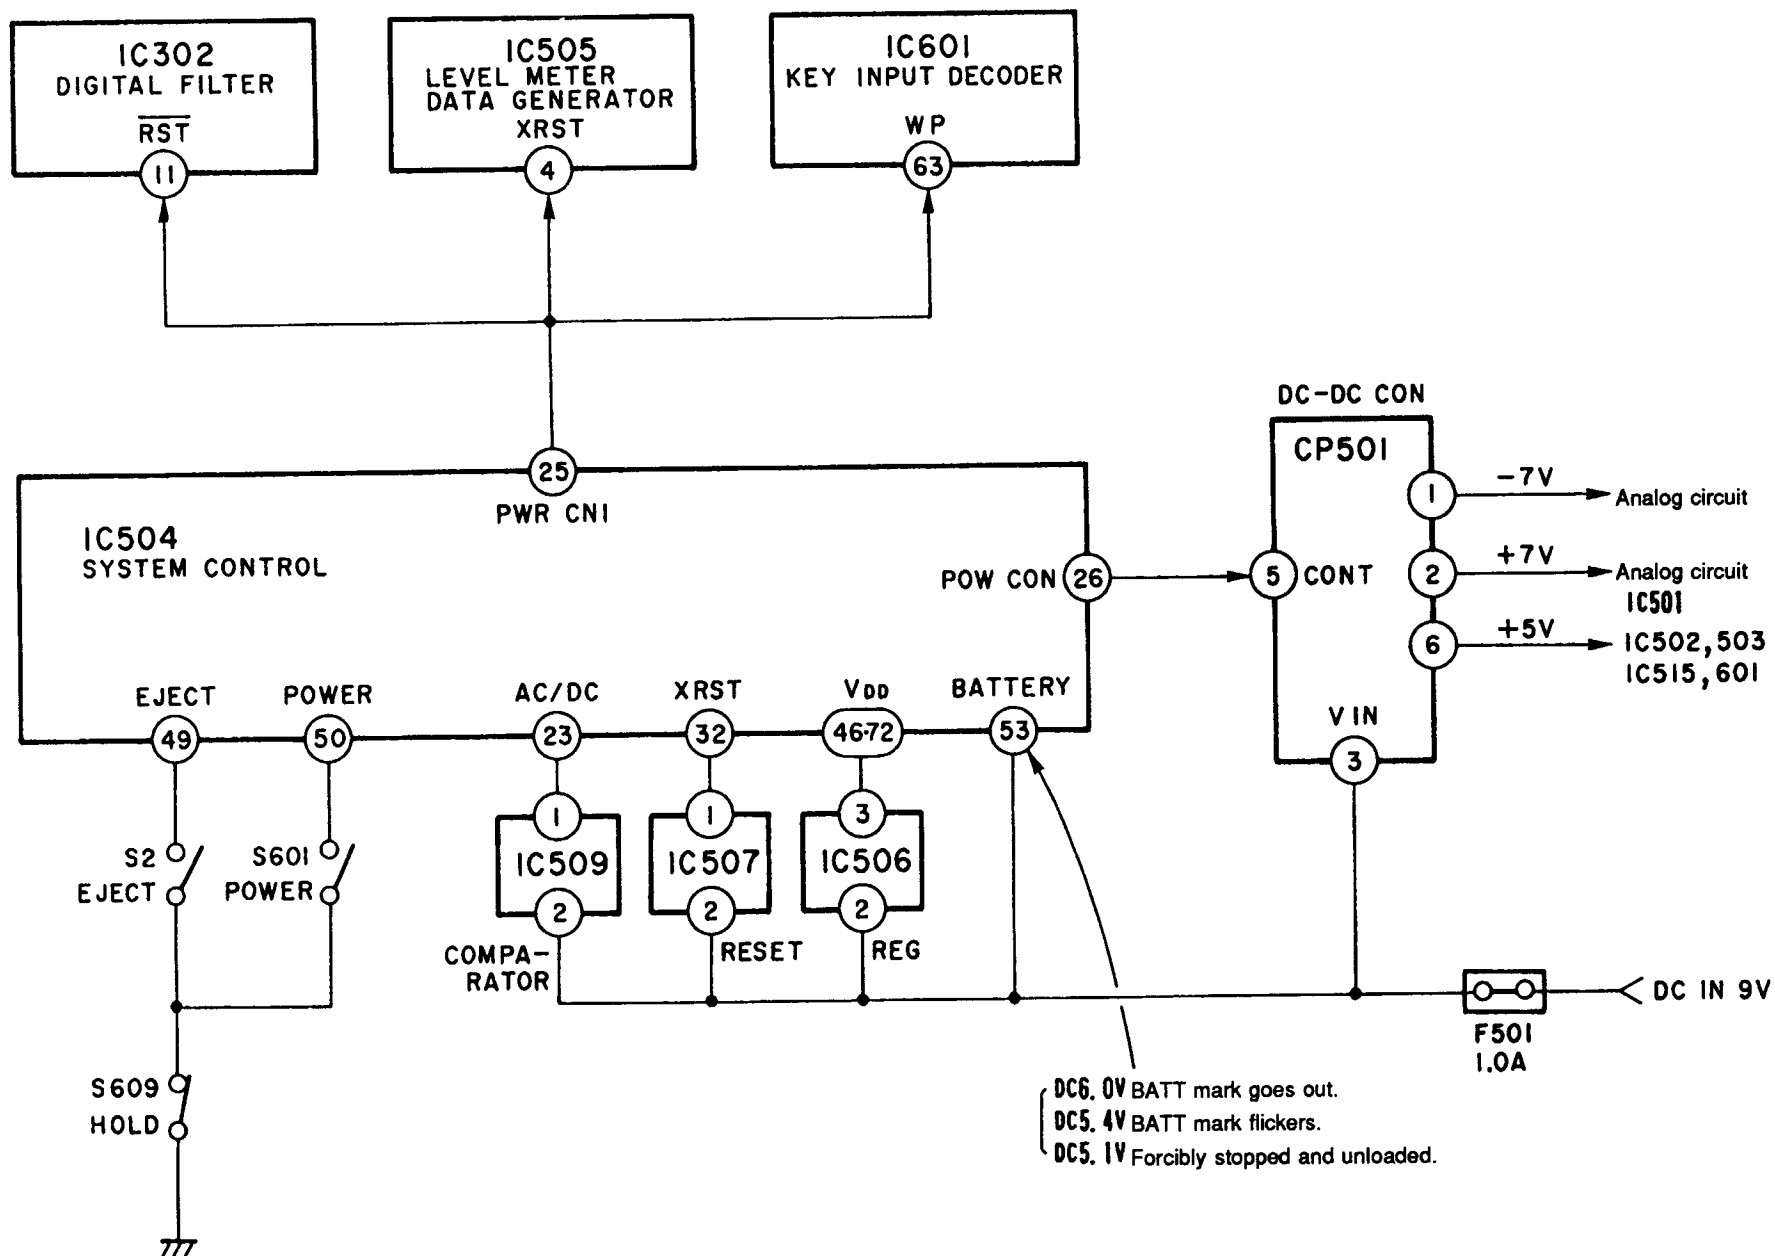 IC302
DIGITAL FILTER
RST
11
IC505
LEVEL METER
DATA GENERATOR
XRST
4
IC601
KEY INPUT DECODER
WP
63
25
PWR CN1
IC504
SYSTEM CONTROL
POW CON
26
DC-DC CON
CP501
5
CONT
1
-7V
Analog circuit
2
+7V
Analog circuit
IC501
6
+5V
IC502,503
IC515,601
V IN
3
EJECT
49
POWER
50
AC/DC
23
XRST
32
VDD
46·72
BATTERY
53
S2
EJECT
S601
POWER
1
IC509
2
COMPA-
RATOR
1
IC507
2
RESET
3
IC506
2
REG
S609
HOLD
DC IN 9V
F501
1.0A
DC6.0V BATT mark goes out.
DC5.4V BATT mark flickers.
DC5.1V Forcibly stopped and unloaded.